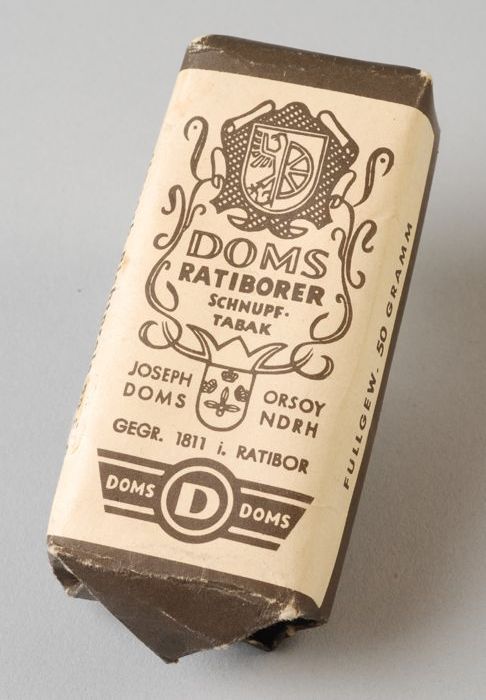 DOMS
RATIBORER
SCHNUPF-
TABAK
JOSEPH
DOMS
ORSOY
NDRH
GEGR. 1811 i. RATIBOR
DOMS D DOMS
FÜLLGEW. 50 GRAMM